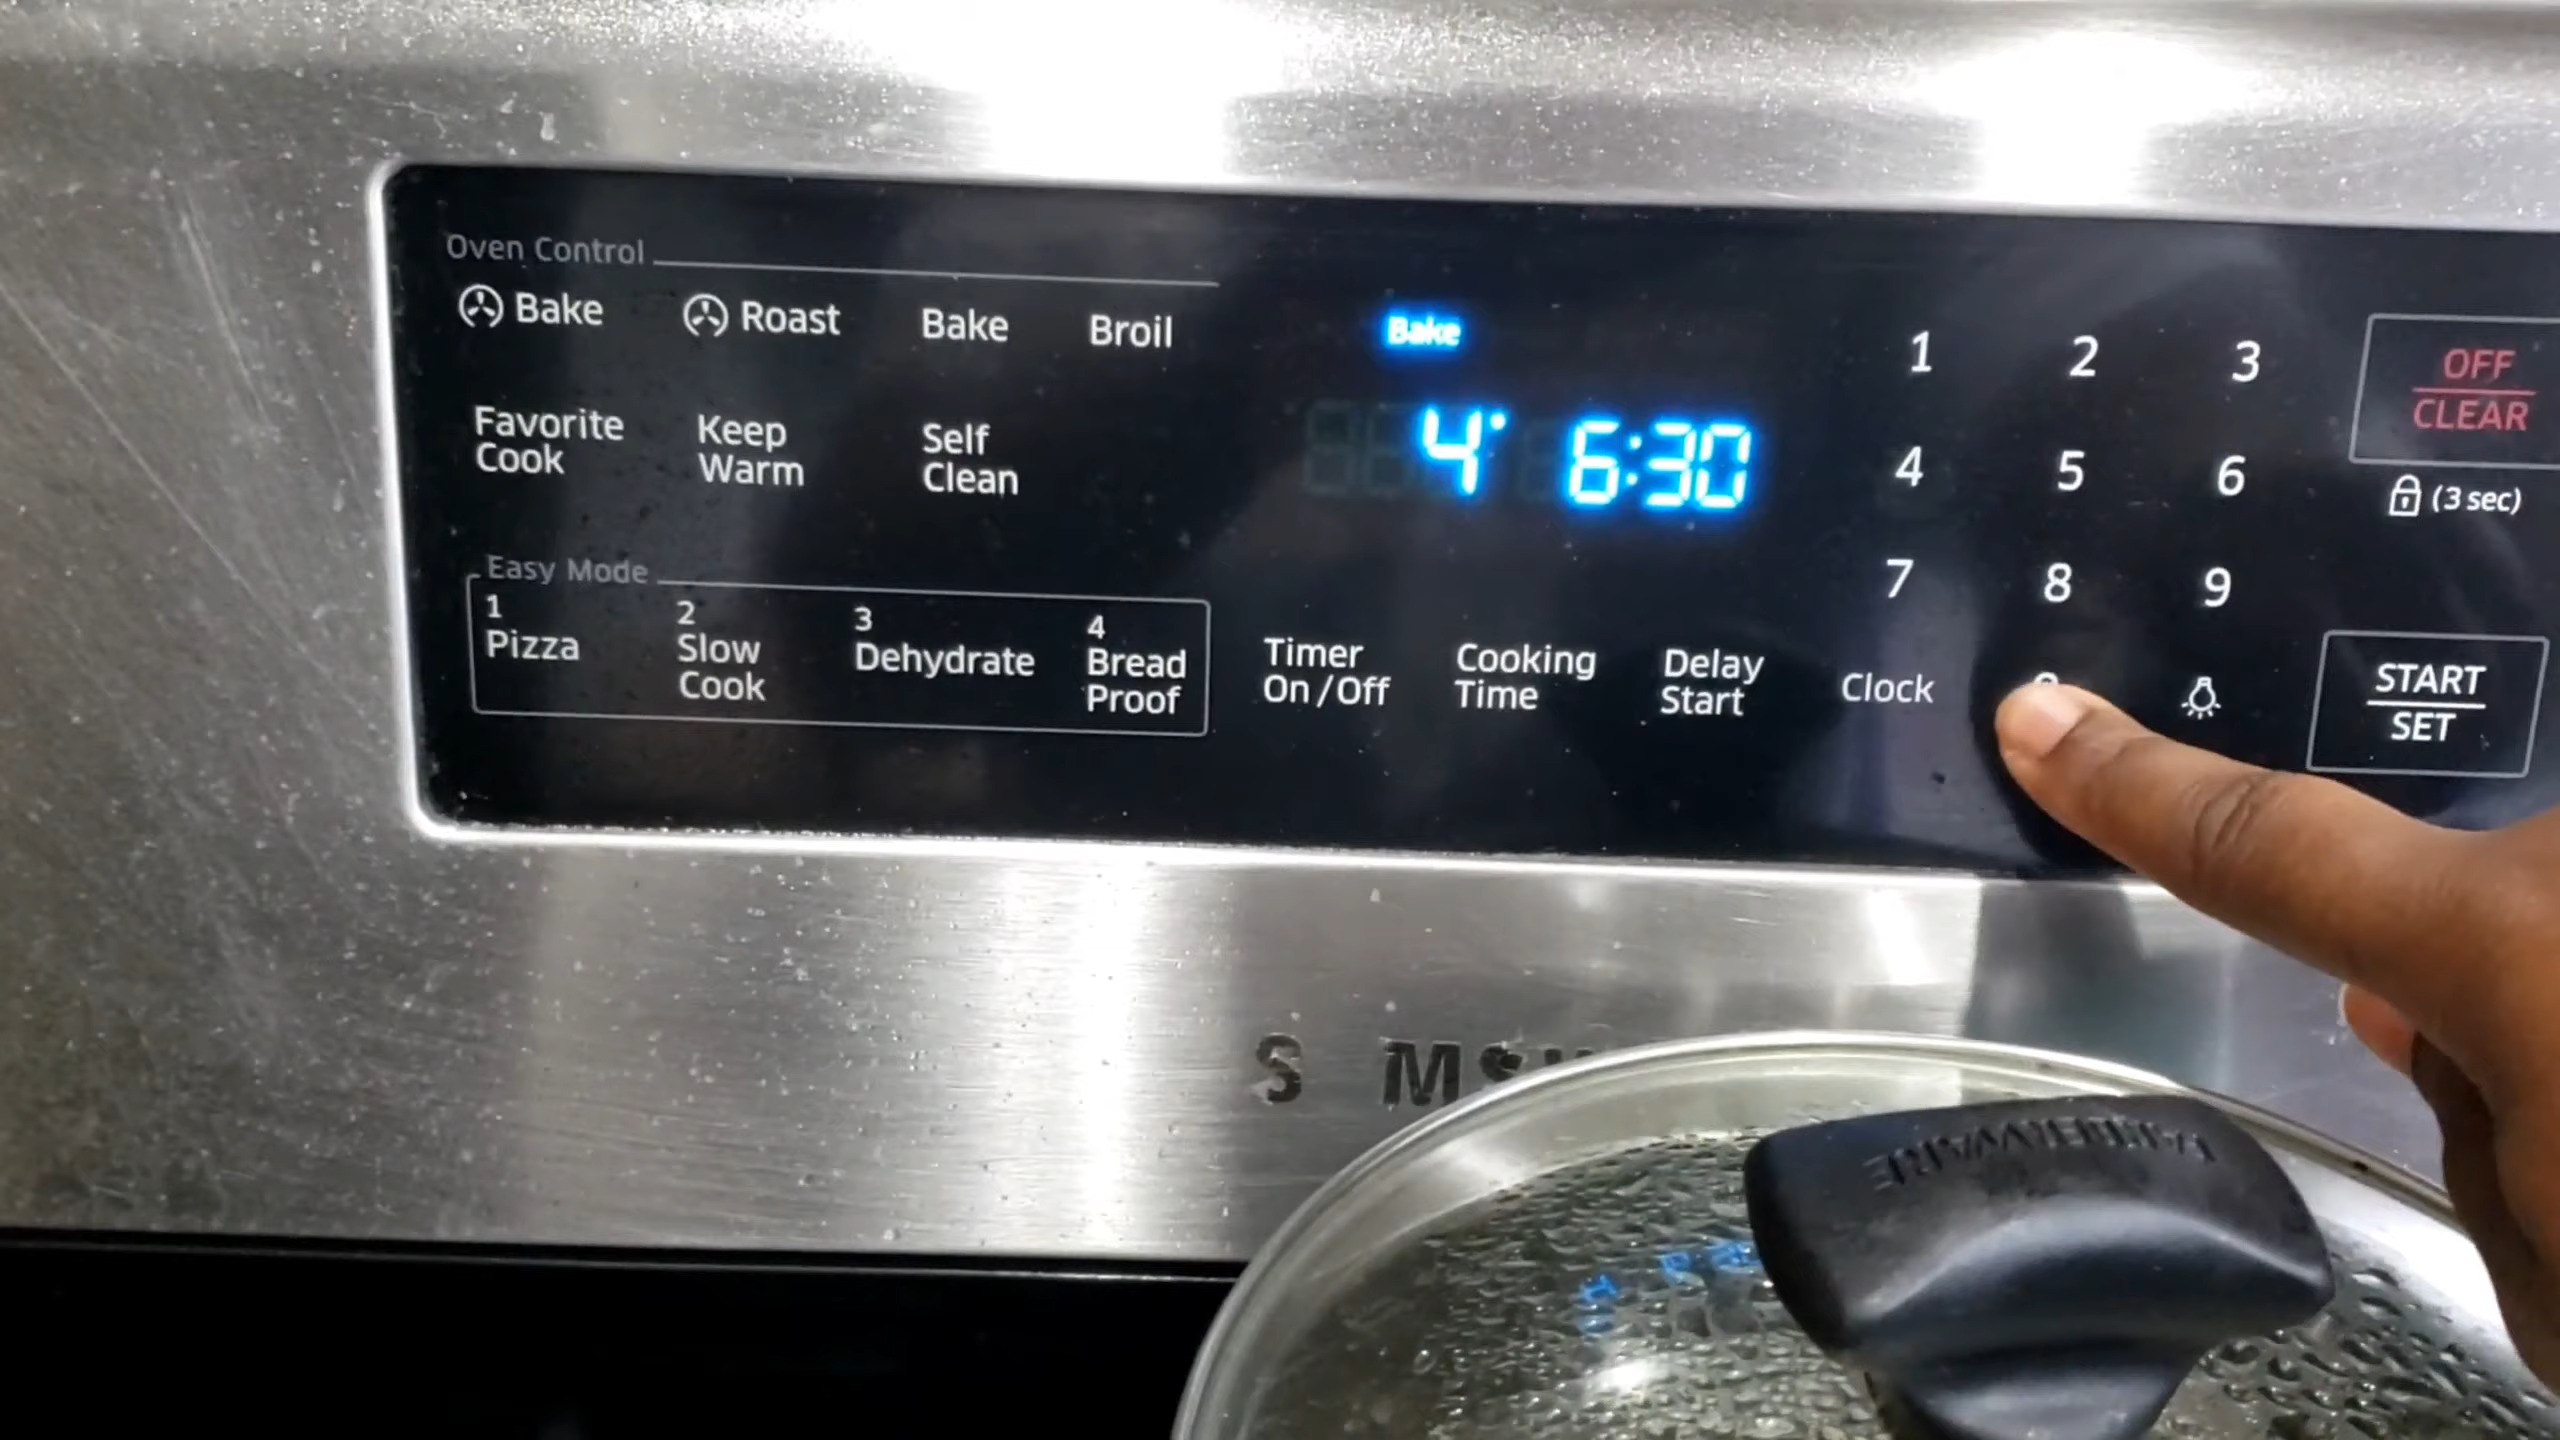 Oven Control
Bake Roast Bake Broil
Favorite Cook
Keep Warm
Self Clean
Easy Mode
1 Pizza
2 Slow Cook
3 Dehydrate
4 Bread Proof
Bake
4° 6:30
Timer On/Off
Cooking Time
Delay Start
Clock
1 2 3
4 5 6
7 8 9
OFF
CLEAR
(3 sec)
START
SET
S MS